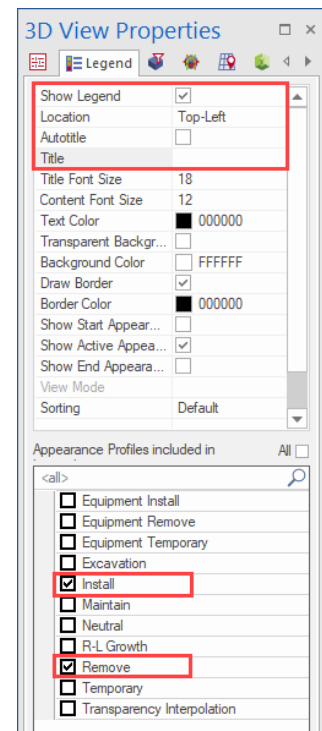 3D View Properties
Legend
Show Legend
Location Top-Left
Autotitle
Title
Title Font Size 18
Content Font Size 12
Text Color 000000
Transparent Backgr...
Background Color FFFFFF
Draw Border
Border Color 000000
Show Start Appear...
Show Active Appea...
Show End Appeara...
View Mode
Sorting Default
Appearance Profiles included in All
<all>
Equipment Install
Equipment Remove
Equipment Temporary
Excavation
Install
Maintain
Neutral
R-L Growth
Remove
Temporary
Transparency Interpolation